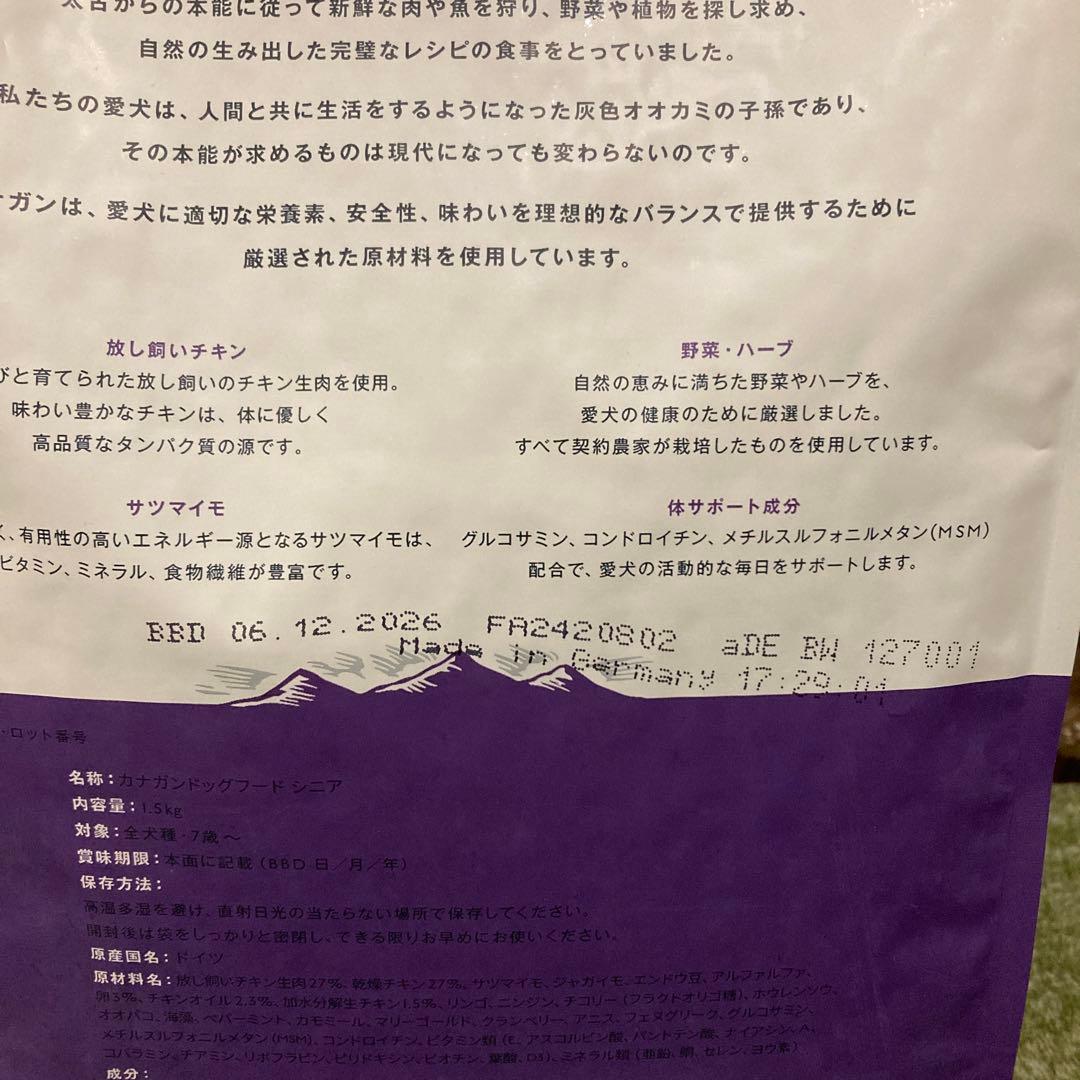 太古からの本能に従って新鮮な肉や魚を狩り、野菜や植物を探し求め、
自然の生み出した完璧なレシピの食事をとっていました。
私たちの愛犬は、人間と共に生活をするようになった灰色オオカミの子孫であり、
その本能が求めるものは現代になっても変わらないのです。
ナガンは、愛犬に適切な栄養素、安全性、味わいを理想的なバランスで提供するために
厳選された原材料を使用しています。
放し飼いチキン
びと育てられた放し飼いのチキン生肉を使用。
味わい豊かなチキンは、体に優しく
高品質なタンパク質の源です。
野菜・ハーブ
自然の恵みに満ちた野菜やハーブを、
愛犬の健康のために厳選しました。
すべて契約農家が栽培したものを使用しています。
サツマイモ
く、有用性の高いエネルギー源となるサツマイモは、
ビタミン、ミネラル、食物繊維が豊富です。
体サポート成分
グルコサミン、コンドロイチン、メチルスルフォニルメタン(MSM)
配合で、愛犬の活動的な毎日をサポートします。
BBD 06.12.2026 FA2420802 aDE BW 127001
Made in Germany 17:29:01
・ロット番号
名称：カナガンドッグフード シニア
内容量：1.5kg
対象：全犬種・7歳～
賞味期限：本面に記載（BBD 日／月／年）
保存方法：
高温多湿を避け、直射日光の当たらない場所で保存してください。
開封後は袋をしっかりと密閉し、できる限りお早めにお使いください。
原産国名：ドイツ
原材料名：放し飼いチキン生肉27%、乾燥チキン27%、サツマイモ、ジャガイモ、エンドウ豆、アルファルファ、
卵3%、チキンオイル2.3%、加水分解生チキン1.5%、リンゴ、ニンジン、チコリー（フラクトオリゴ糖）、ホウレンソウ、
オオバコ、海藻、ペパーミント、カモミール、マリーゴールド、クランベリー、アニス、フェヌグリーク、グルコサミン、
メチルスルフォニルメタン(MSM)、コンドロイチン、ビタミン類（E、アスコルビン酸、パントテン酸、ナイアシン、A、
コバラミン、チアミン、リボフラビン、ピリドキシン、ビオチン、葉酸、D3）、ミネラル類（亜鉛、銅、セレン、ヨウ素）
成分：